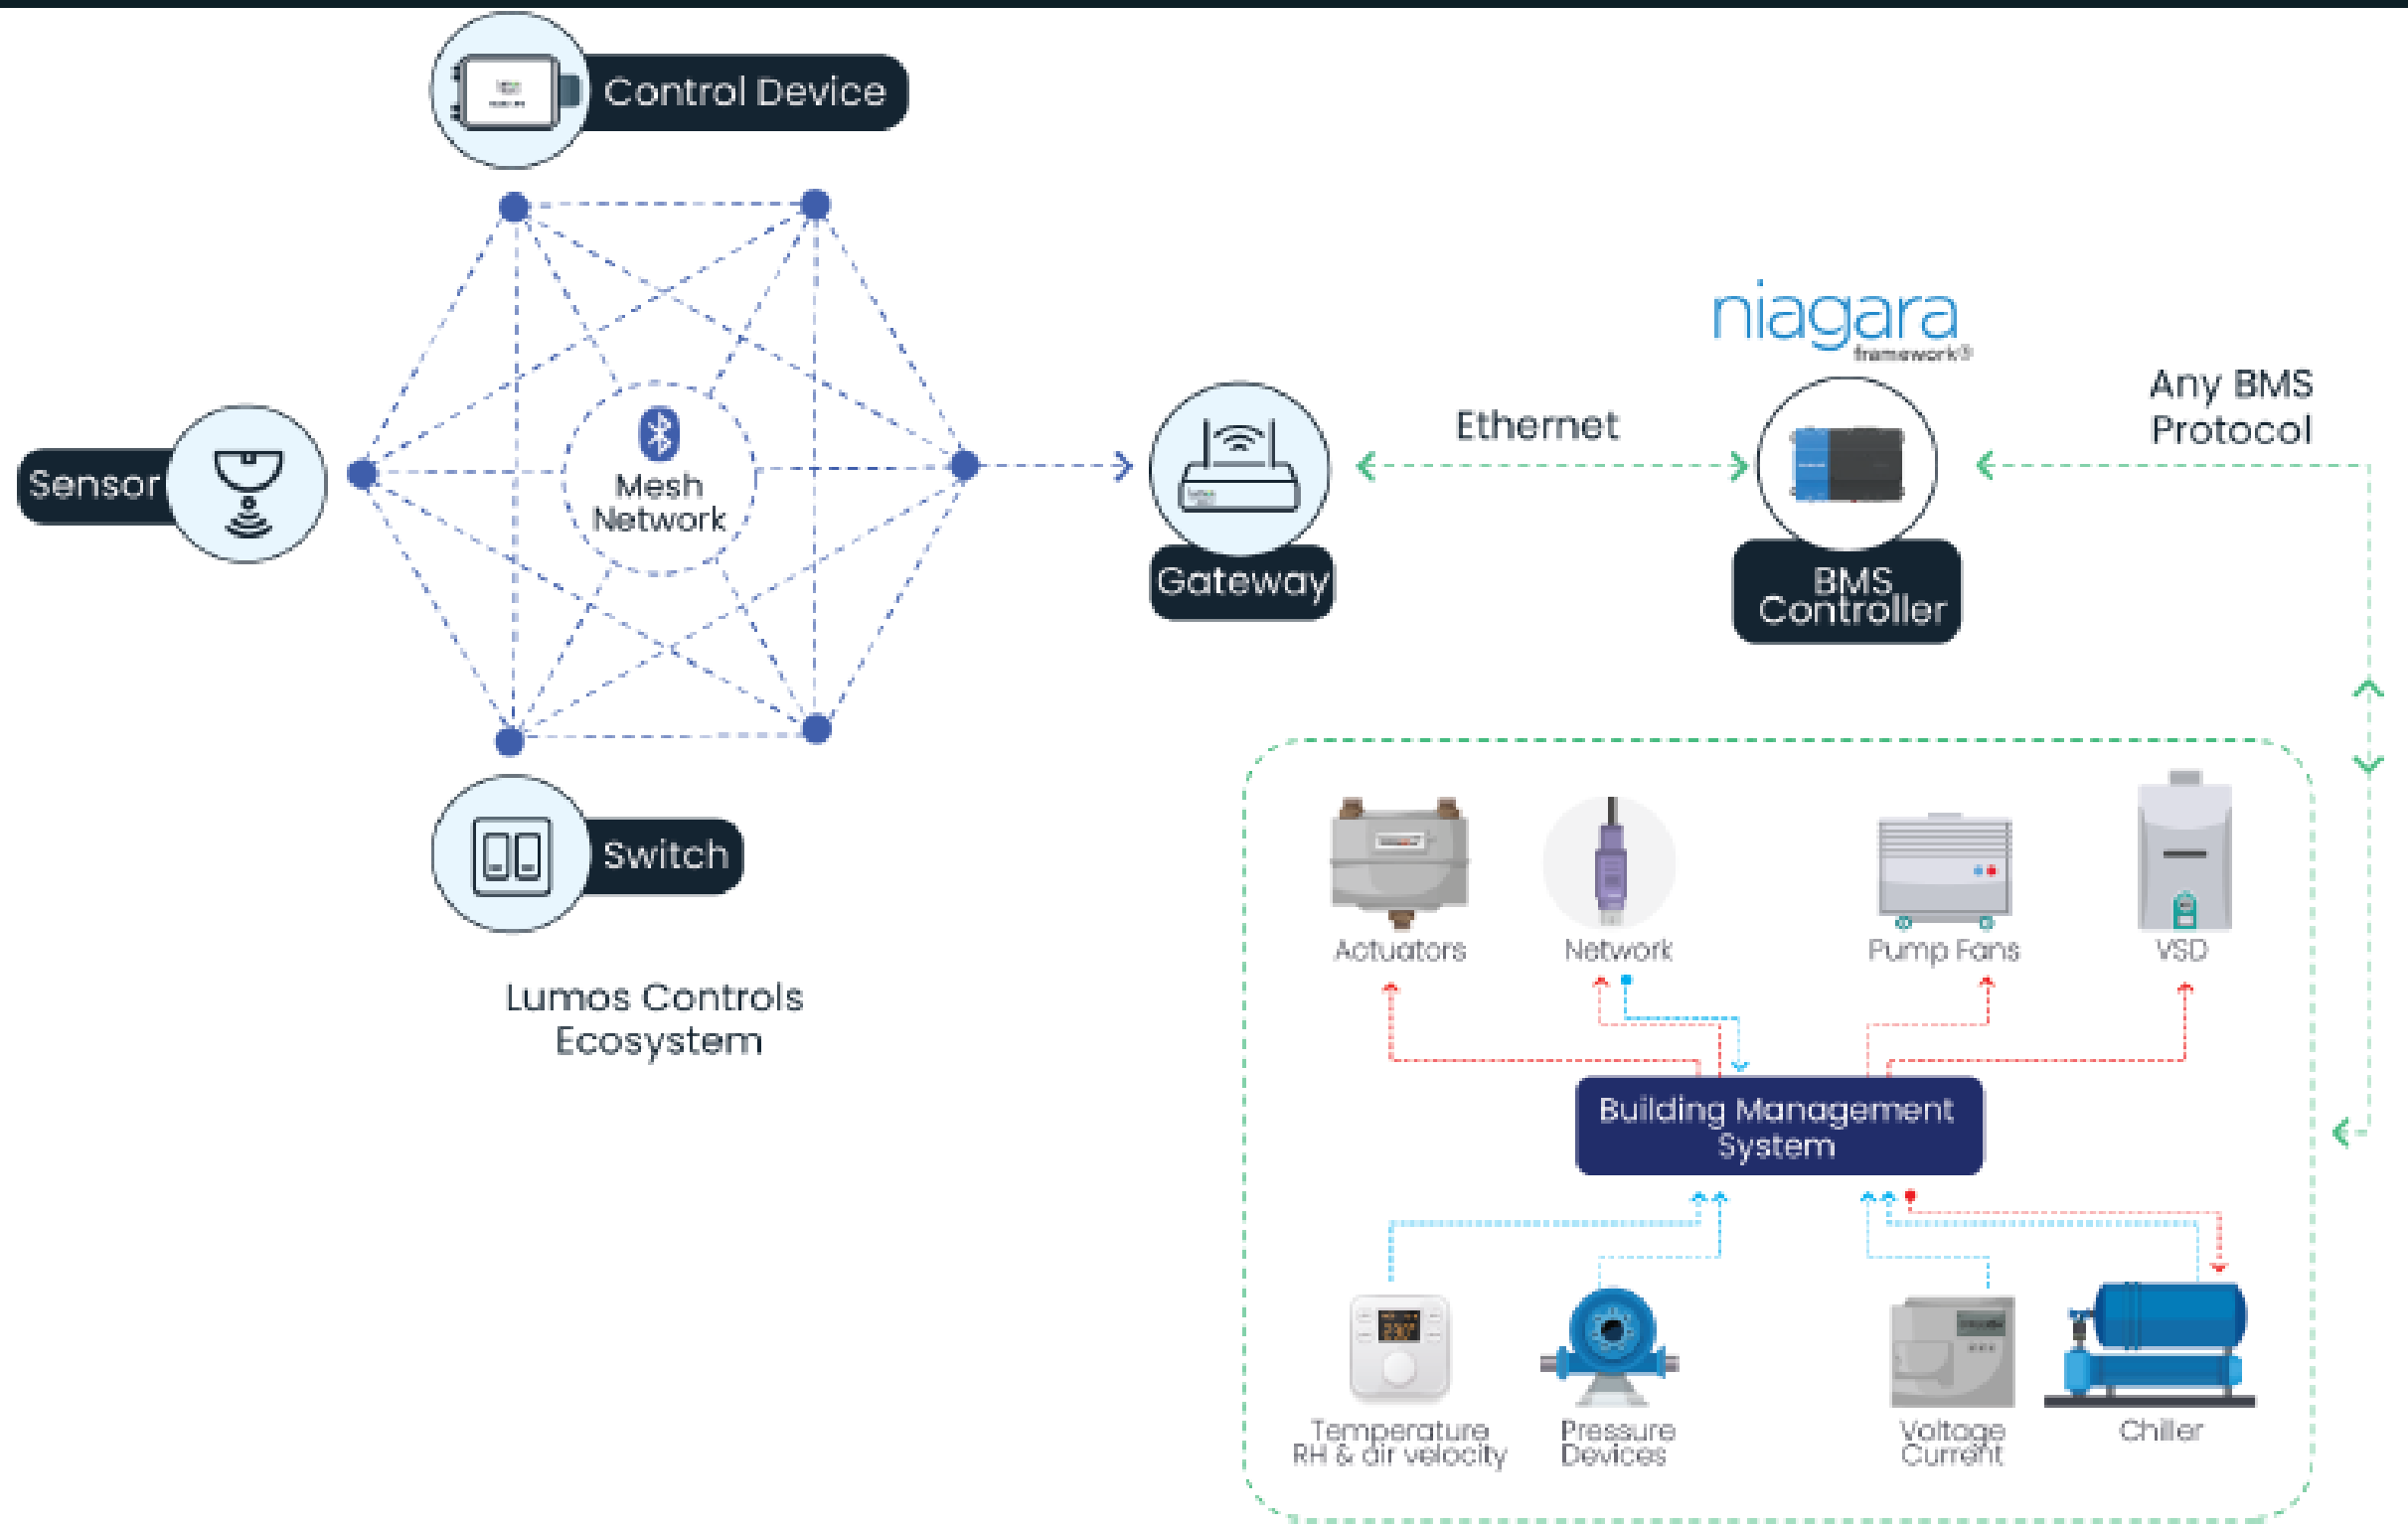 Control Device
Sensor
Mesh
Network
Switch
Lumos Controls
Ecosystem
Gateway
Ethernet
niagara
framework®
BMS
Controller
Any BMS
Protocol
Actuators
Network
Pump Fans
VSD
Building Management
System
Temperature
RH & air velocity
Pressure
Devices
Voltage
Current
Chiller